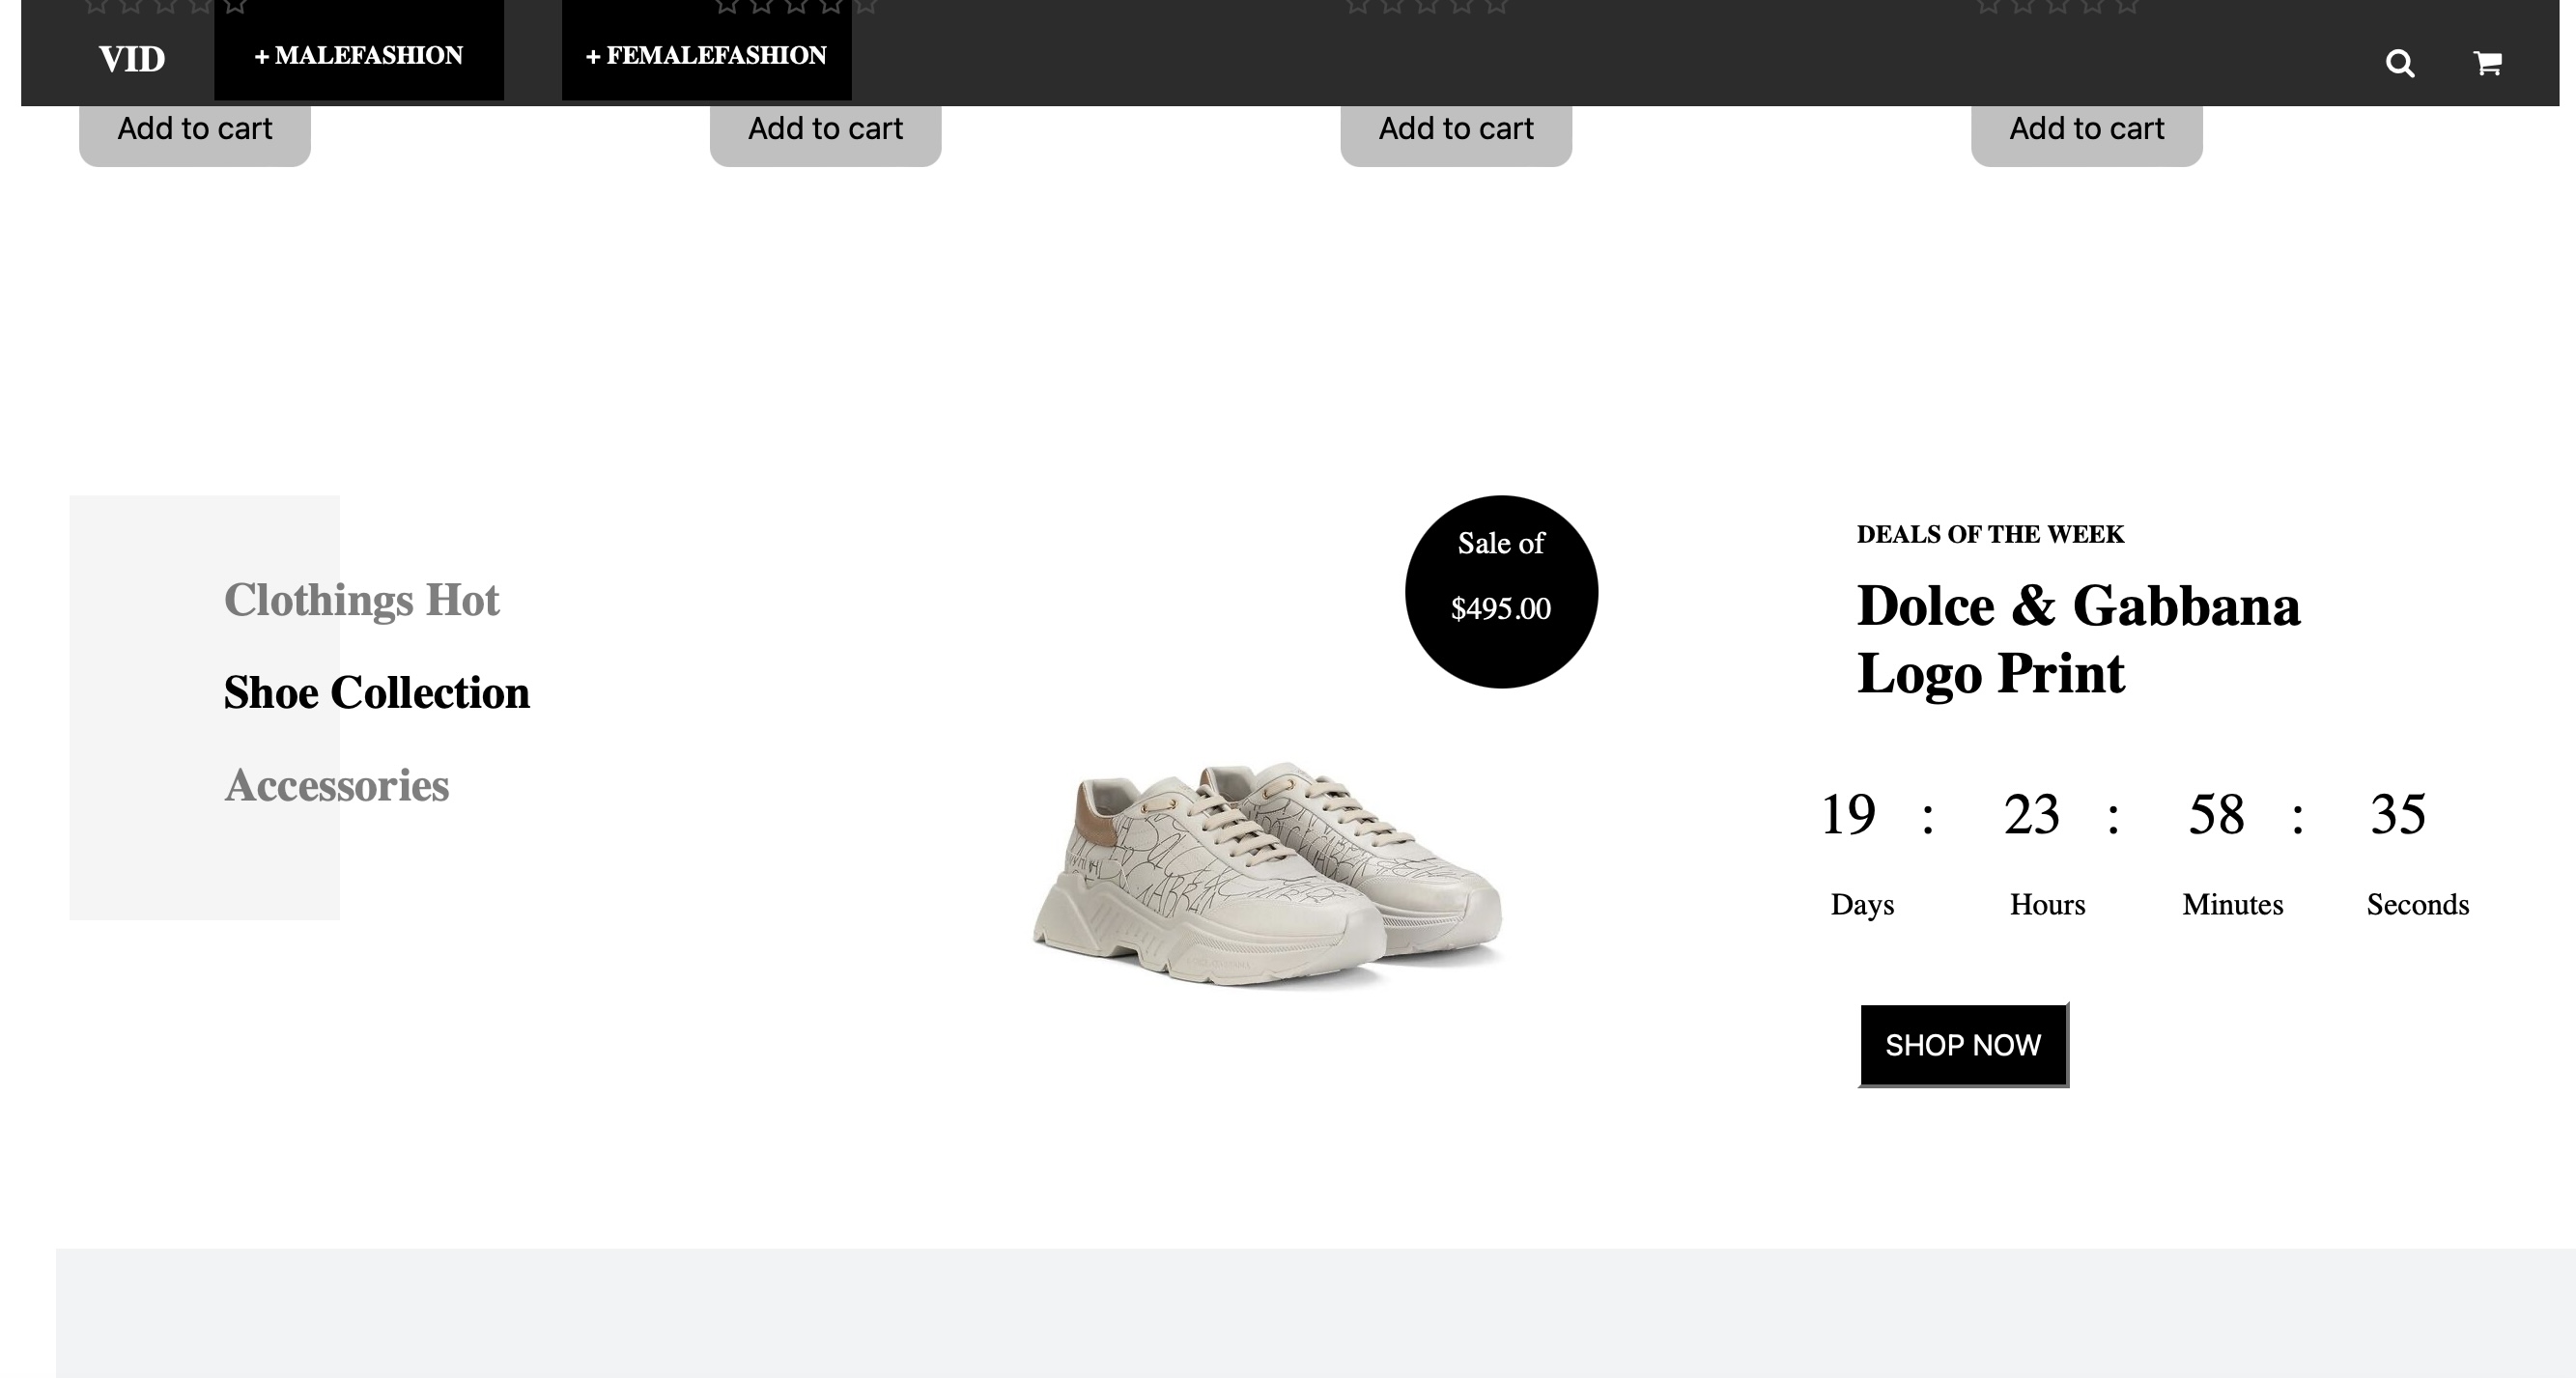 VID
+ MALEFASHION
+ FEMALEFASHION
Add to cart
Add to cart
Add to cart
Add to cart
Clothings Hot
Shoe Collection
Accessories
Sale of
$495.00
DEALS OF THE WEEK
Dolce & Gabbana
Logo Print
19 : 23 : 58 : 35
Days Hours Minutes Seconds
SHOP NOW